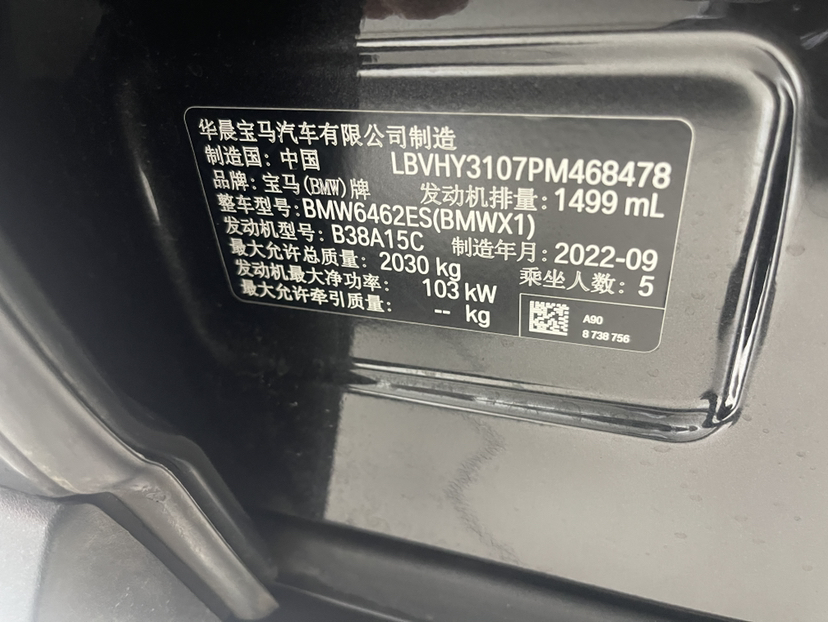 华晨宝马汽车有限公司制造
制造国：中国 LBVHY3107PM468478
品牌：宝马(BMW)牌 发动机排量：1499 mL
整车型号：BMW6462ES(BMWX1)
发动机型号：B38A15C 制造年月：2022-09
最大允许总质量：2030 kg 乘坐人数：5
发动机最大净功率：103 kW
最大允许牵引质量：-- kg
A90
8 738 756